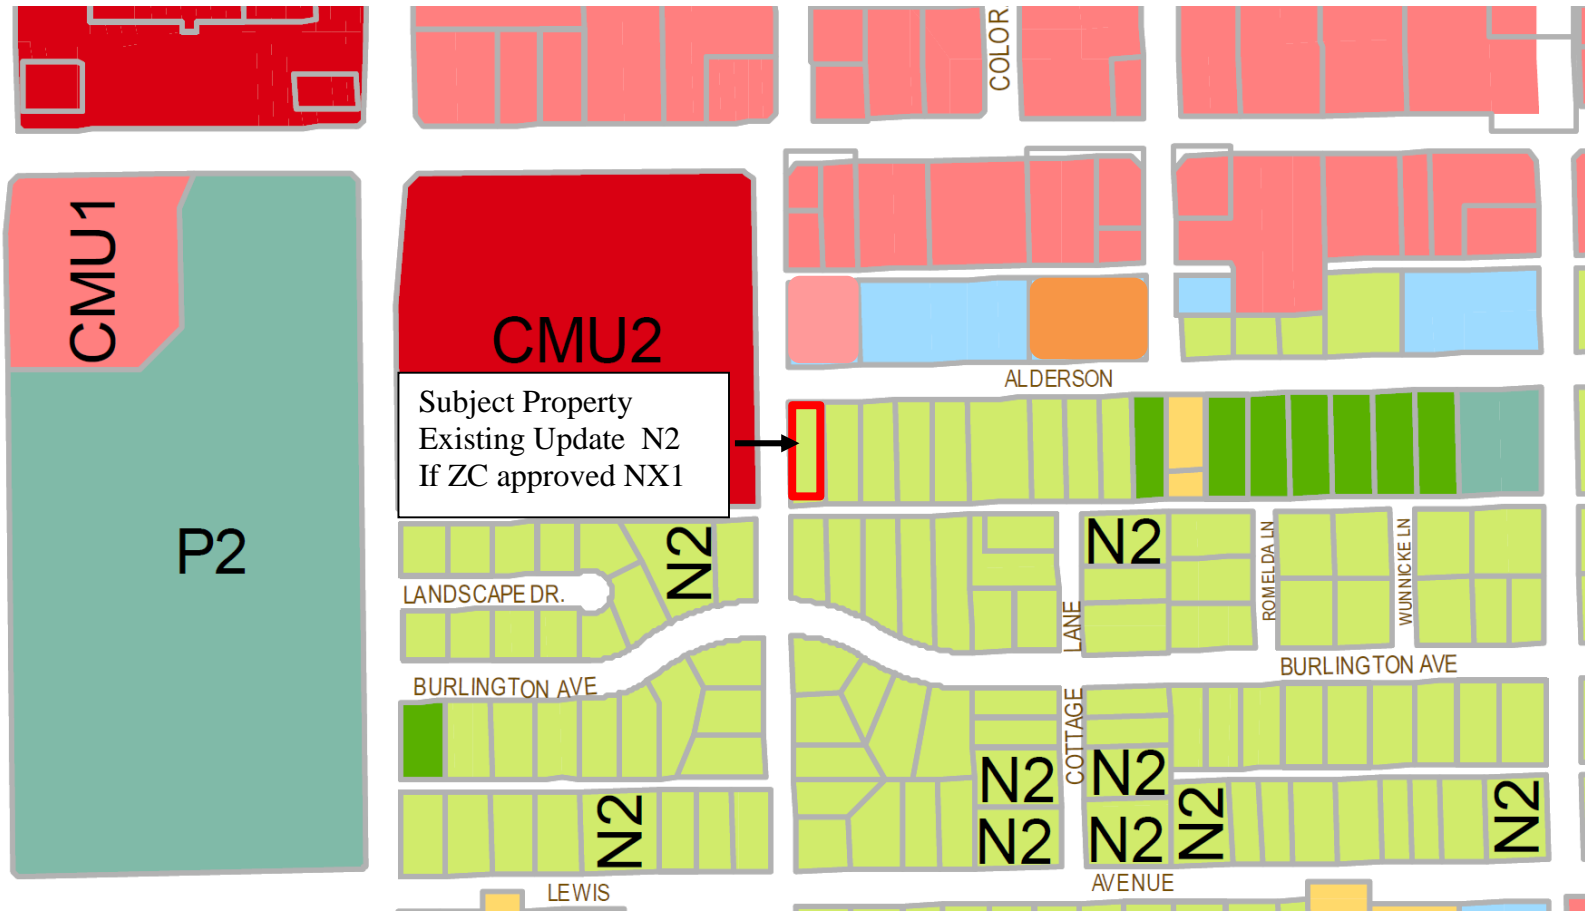 COLOR
CMU1
CMU2
ALDERSON
Subject Property
Existing Update N2
If ZC approved NX1
P2
N2
N2
LANDSCAPE DR.
LANE
ROMELDA LN
WUNNICKE LN
BURLINGTON AVE
BURLINGTON AVE
COTTAGE
N2
N2
N2
N2
N2
N2
N2
LEWIS
AVENUE